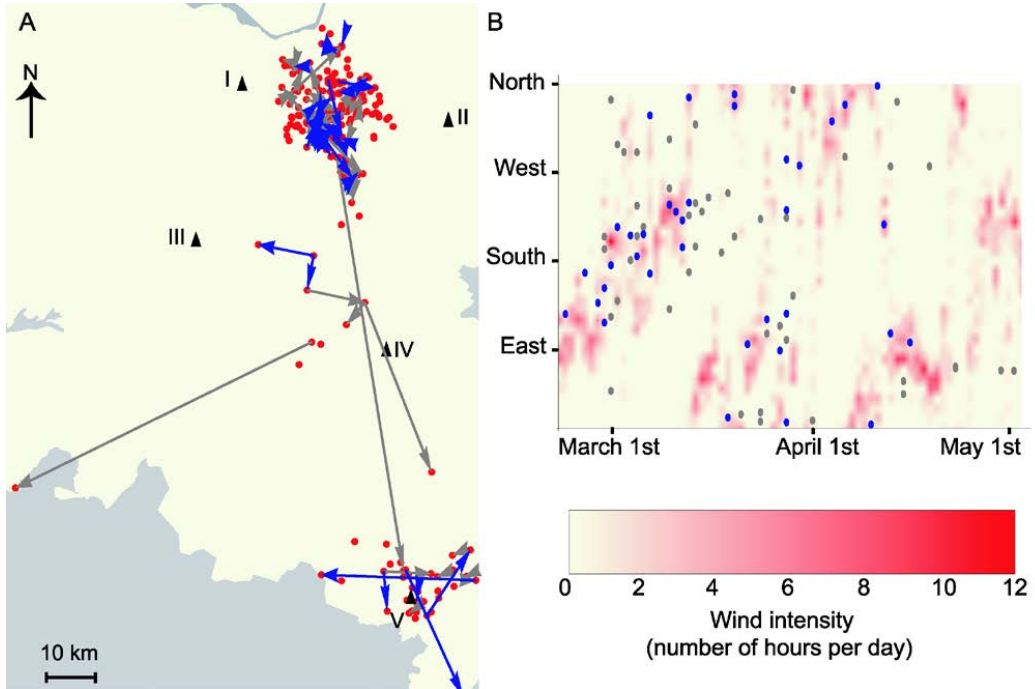 A
N
I
II
III
IV
V
10 km
B
North
West
South
East
March 1st April 1st May 1st
0 2 4 6 8 10 12
Wind intensity
(number of hours per day)